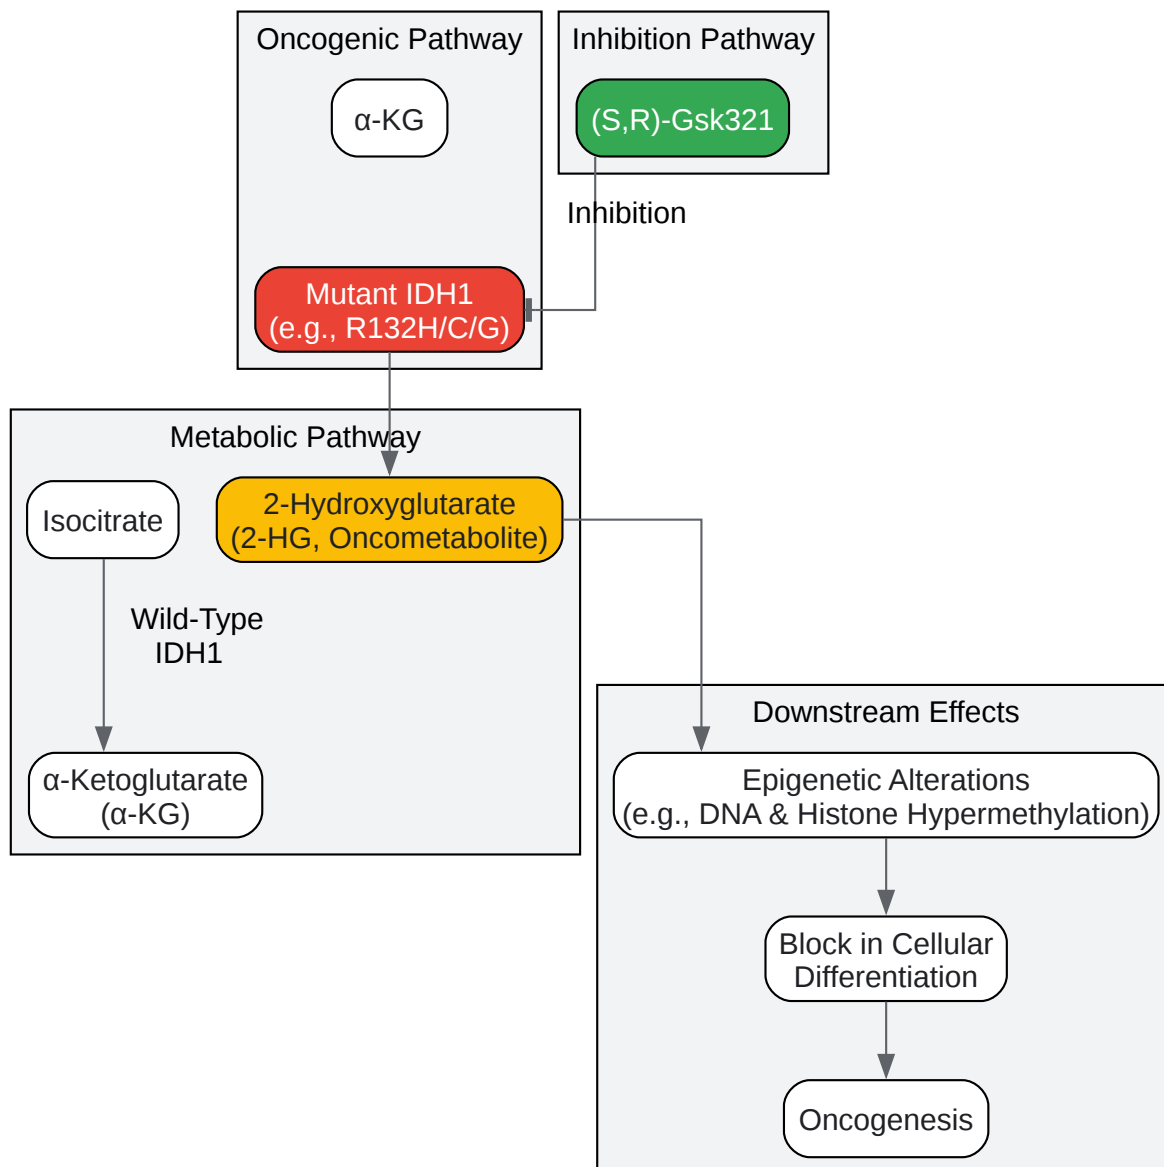 Oncogenic Pathway
α-KG
Mutant IDH1
(e.g., R132H/C/G)
Inhibition Pathway
(S,R)-Gsk321
Inhibition
Metabolic Pathway
Isocitrate
2-Hydroxyglutarate
(2-HG, Oncometabolite)
Wild-Type
IDH1
α-Ketoglutarate
(α-KG)
Downstream Effects
Epigenetic Alterations
(e.g., DNA & Histone Hypermethylation)
Block in Cellular
Differentiation
Oncogenesis